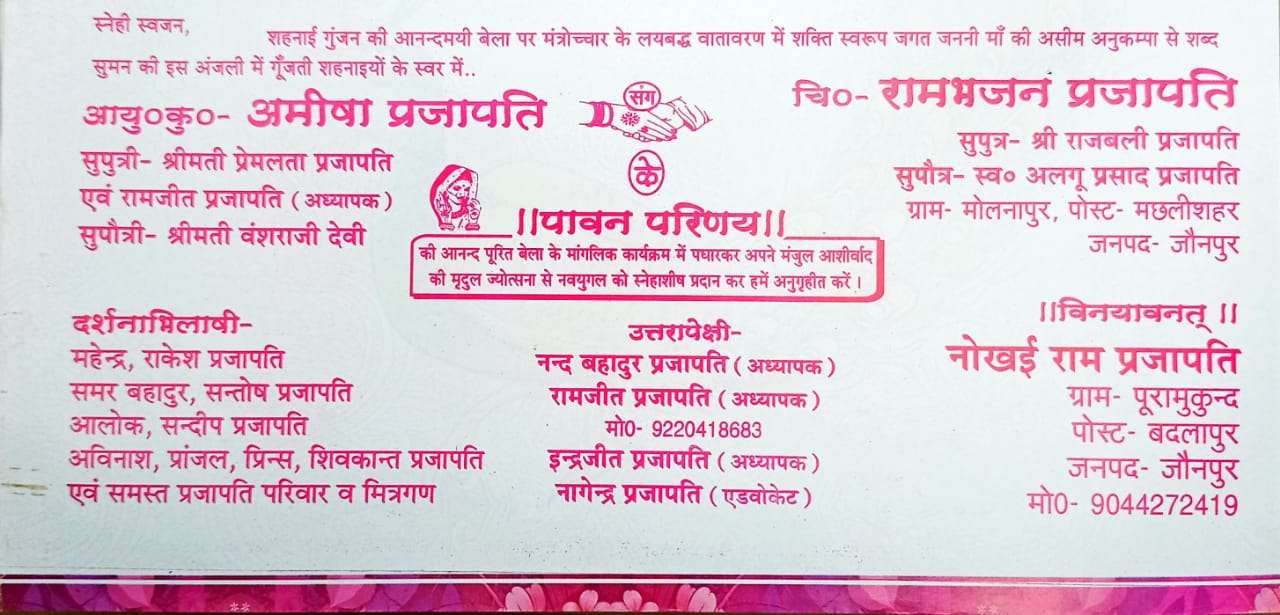 स्नेही स्वजन,
शहनाई गुंजन की आनन्दमयी बेला पर मंत्रोच्चार के लयबद्ध वातावरण में शक्ति स्वरूप जगत जननी माँ की असीम अनुकम्पा से शब्द
सुमन की इस अंजली में गूँजती शहनाइयों के स्वर में..
आयु०कु०- अमीषा प्रजापति
सुपुत्री- श्रीमती प्रेमलता प्रजापति
एवं रामजीत प्रजापति ( अध्यापक )
सुपौत्री- श्रीमती वंशराजी देवी
संग
के
चि०- रामभजन प्रजापति
सुपुत्र- श्री राजबली प्रजापति
सुपौत्र- स्व० अलगू प्रसाद प्रजापति
ग्राम- मोलनापुर, पोस्ट- मछलीशहर
जनपद- जौनपुर
||पावन परिणय||
की आनन्द पूरित बेला के मांगलिक कार्यक्रम में पधारकर अपने मंजुल आशीर्वाद
की मृदुल ज्योत्सना से नवयुगल को स्नेहाशीष प्रदान कर हमें अनुगृहीत करें ।
दर्शनाभिलाषी-
महेन्द्र, राकेश प्रजापति
समर बहादुर, सन्तोष प्रजापति
आलोक, सन्दीप प्रजापति
अविनाश, प्रांजल, प्रिन्स, शिवकान्त प्रजापति
एवं समस्त प्रजापति परिवार व मित्रगण
उत्तरापेक्षी-
नन्द बहादुर प्रजापति ( अध्यापक )
रामजीत प्रजापति ( अध्यापक )
मो0- 9220418683
इन्द्रजीत प्रजापति ( अध्यापक )
नागेन्द्र प्रजापति ( एडवोकेट )
||विनयावनत् ||
नोखई राम प्रजापति
ग्राम- पूरामुकुन्द
पोस्ट- बदलापुर
जनपद- जौनपुर
मो0- 9044272419